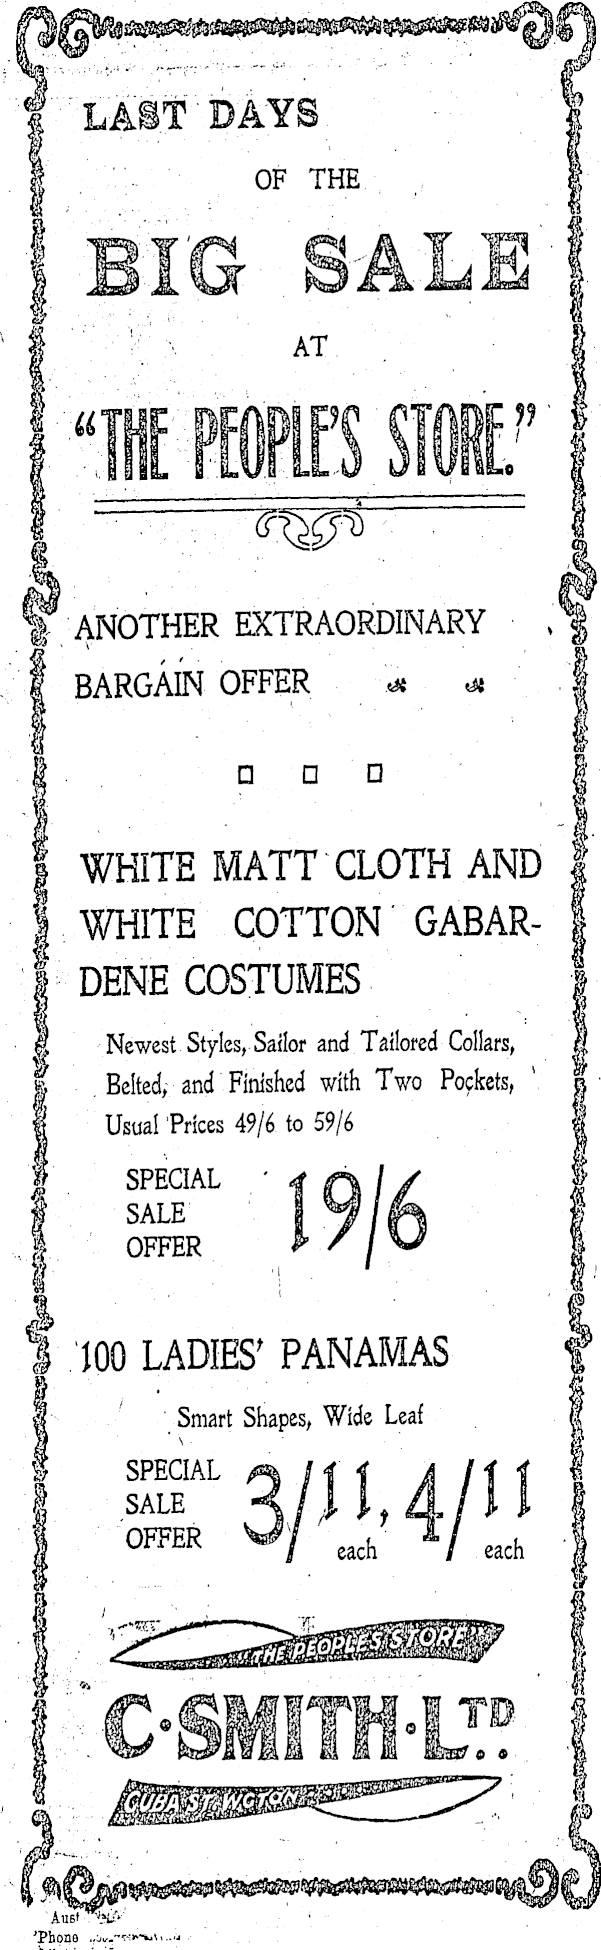 LAST DAYS
OF THE
BIG SALE
AT
"THE PEOPLE'S STORE."
ANOTHER EXTRAORDINARY
BARGAIN OFFER
WHITE MATT CLOTH AND
WHITE COTTON GABAR-
DENE COSTUMES
Newest Styles, Sailor and Tailored Collars,
Belted, and Finished with Two Pockets,
Usual Prices 49/6 to 59/6
SPECIAL
SALE
OFFER
19/6
100 LADIES' PANAMAS
Smart Shapes, Wide Leaf
SPECIAL
SALE
OFFER
3/11, 4/11
each each
"THE PEOPLE'S STORE"
C. SMITH. LTD.
CUBA ST. WGTON
'Phone